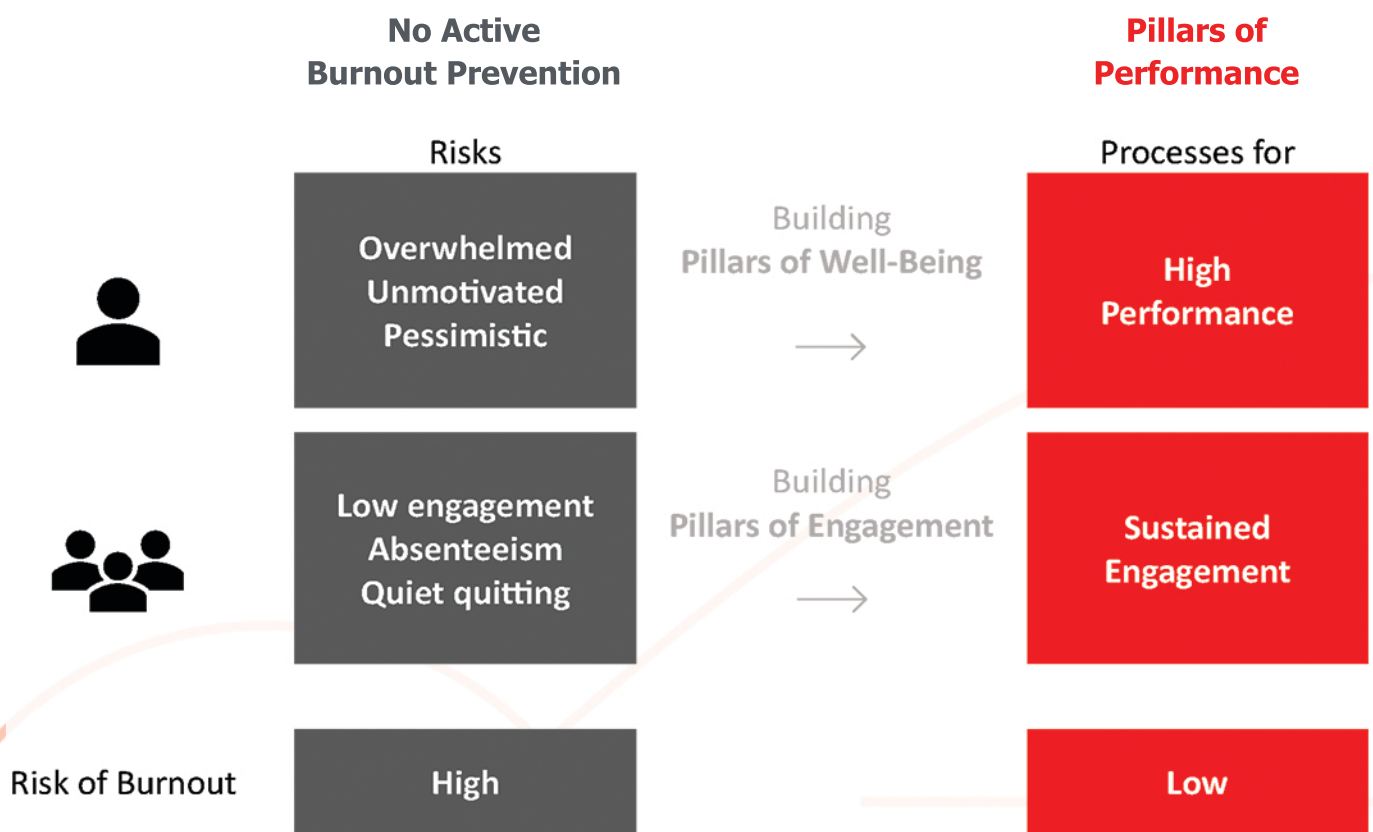 No Active
Burnout Prevention
Pillars of
Performance
Risks
Processes for
Overwhelmed
Unmotivated
Pessimistic
Building
Pillars of Well-Being
High
Performance
Low engagement
Absenteeism
Quiet quitting
Building
Pillars of Engagement
Sustained
Engagement
Risk of Burnout
High
Low